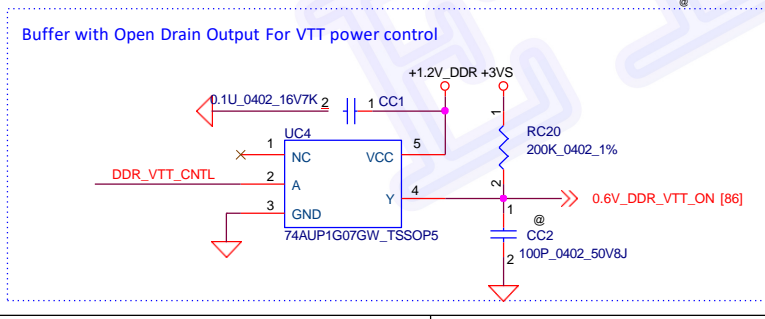 @
Buffer with Open Drain Output For VTT power control
+1.2V_DDR +3VS
0.1U_0402_16V7K 2 1 CC1
1
RC20
200K_0402_1%
2
UC4
1 NC VCC 5
DDR_VTT_CNTL 2 A
Y 4
0.6V_DDR_VTT_ON [86]
3 GND
74AUP1G07GW_TSSOP5
1 @
CC2
100P_0402_50V8J
2